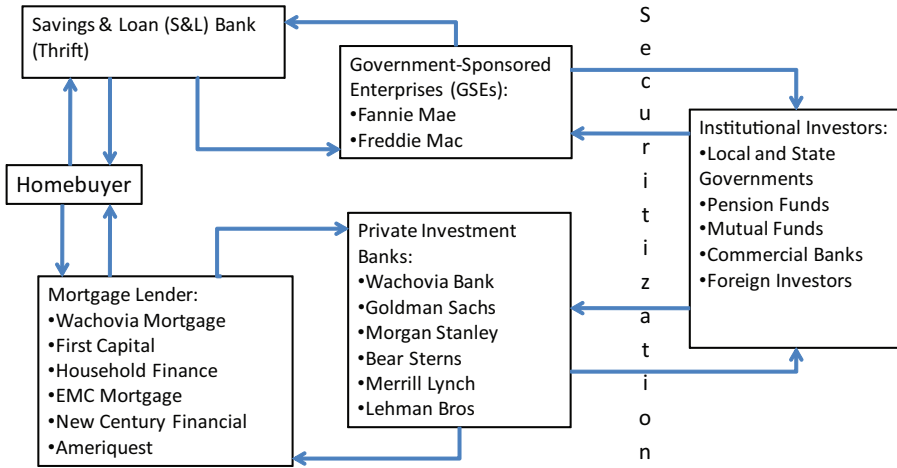 Savings & Loan (S&L) Bank
(Thrift)
Government-Sponsored
Enterprises (GSEs):
•Fannie Mae
•Freddie Mac
Securitization
Institutional Investors:
•Local and State
Governments
•Pension Funds
•Mutual Funds
•Commercial Banks
•Foreign Investors
Homebuyer
Private Investment
Banks:
•Wachovia Bank
•Goldman Sachs
•Morgan Stanley
•Bear Sterns
•Merrill Lynch
•Lehman Bros
Mortgage Lender:
•Wachovia Mortgage
•First Capital
•Household Finance
•EMC Mortgage
•New Century Financial
•Ameriquest